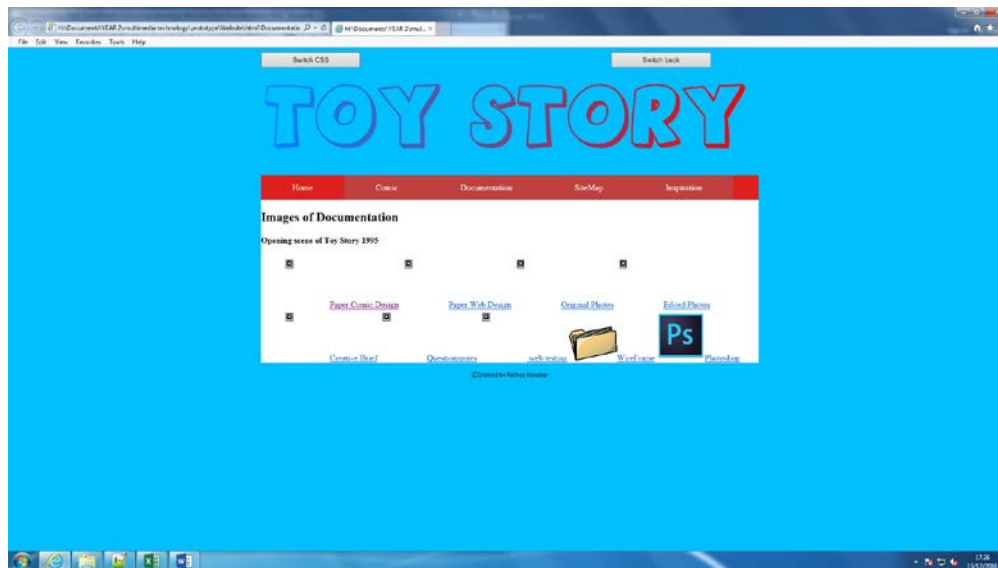 File Edit View Favorites Tools Help
Switch CSS Switch back
TOY STORY
Home Comic Documentation SiteMap Inspiration
Images of Documentation
Opening scene of Toy Story 1995
Paper Comic Design Paper Web Design Original Photos Edited Photos
Ps
Creative Brief Questionnaires web testing WireFrame Photoshop
17:26